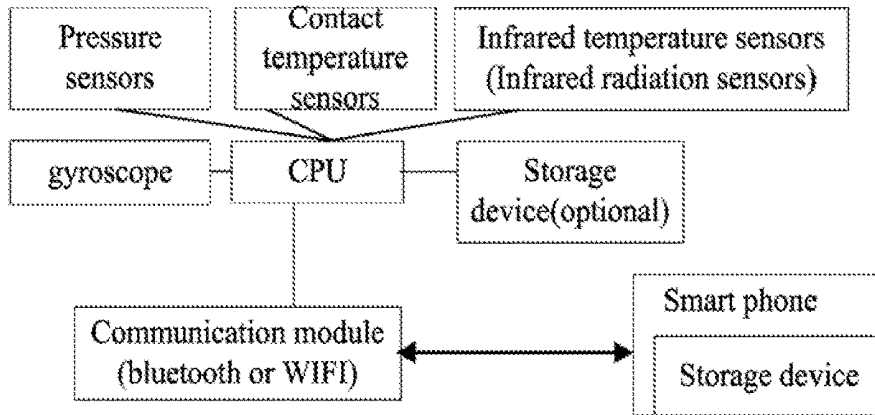 Pressure
sensors
Contact
temperature
sensors
Infrared temperature sensors
(Infrared radiation sensors)
gyroscope
CPU
Storage
device(optional)
Communication module
(bluetooth or WIFI)
Smart phone
Storage device